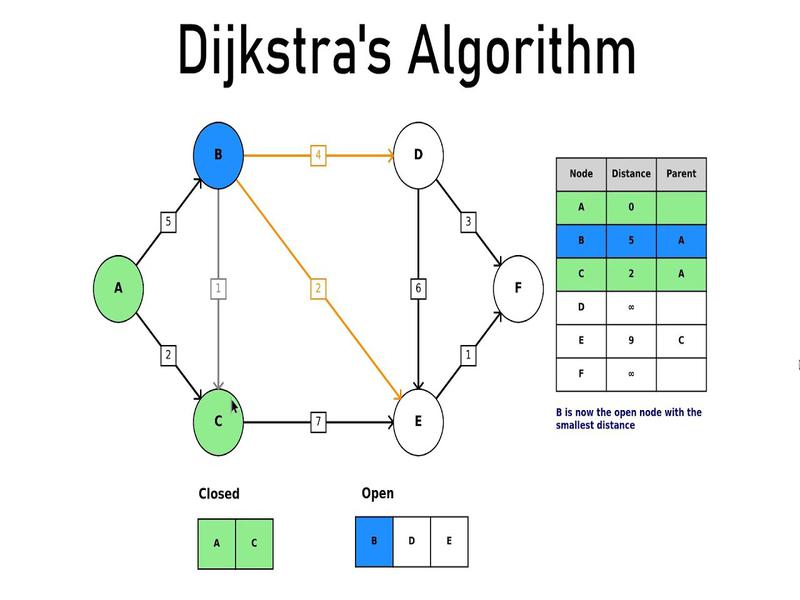 Dijkstra's Algorithm
B
4
D
5
3
Node Distance Parent
A 0
B 5 A
C 2 A
D ∞
E 9 C
F ∞
A
1
2
6
F
2
1
C
7
E
B is now the open node with the
smallest distance
Closed
A C
Open
B D E